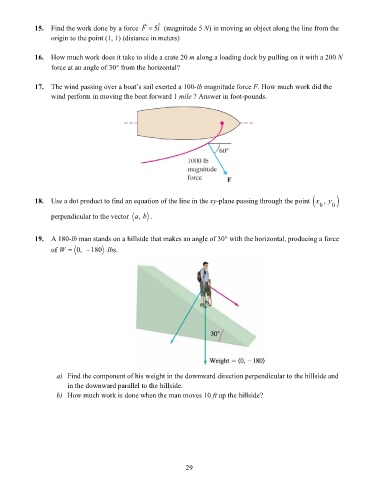 15. Find the work done by a force F⃗ = 5î (magnitude 5 N) in moving an object along the line from the
origin to the point (1, 1) (distance in meters)
16. How much work does it take to slide a crate 20 m along a loading dock by pulling on it with a 200 N
force at an angle of 30° from the horizontal?
17. The wind passing over a boat's sail exerted a 100-lb magnitude force F. How much work did the
wind perform in moving the boat forward 1 mile ? Answer in foot-pounds.
60°
1000 lb
magnitude
force
F
18. Use a dot product to find an equation of the line in the xy-plane passing through the point (x₀, y₀)
perpendicular to the vector ⟨a, b⟩.
19. A 180-lb man stands on a hillside that makes an angle of 30° with the horizontal, producing a force
of W = ⟨0, −180⟩ lbs.
30°
Weight = ⟨0, −180⟩
a) Find the component of his weight in the downward direction perpendicular to the hillside and
in the downward parallel to the hillside.
b) How much work is done when the man moves 10 ft up the hillside?
29